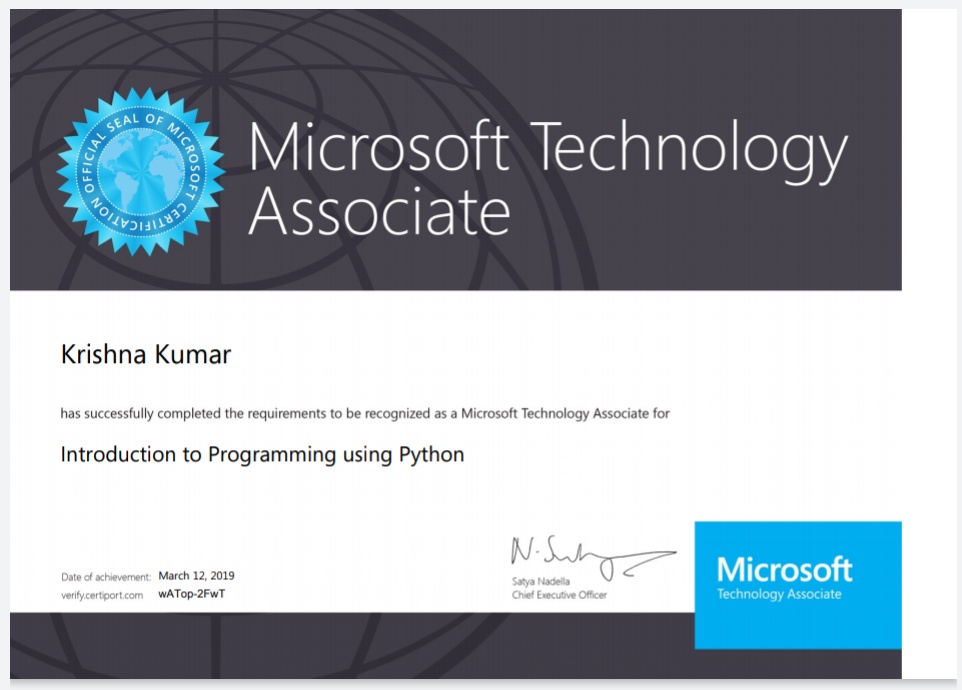 OFFICIAL SEAL OF MICROSOFT CERTIFICATION
Microsoft Technology
Associate
Krishna Kumar
has successfully completed the requirements to be recognized as a Microsoft Technology Associate for
Introduction to Programming using Python
Date of achievement: March 12, 2019
verify.certiport.com wATop-2FwT
Satya Nadella
Chief Executive Officer
Microsoft
Technology Associate